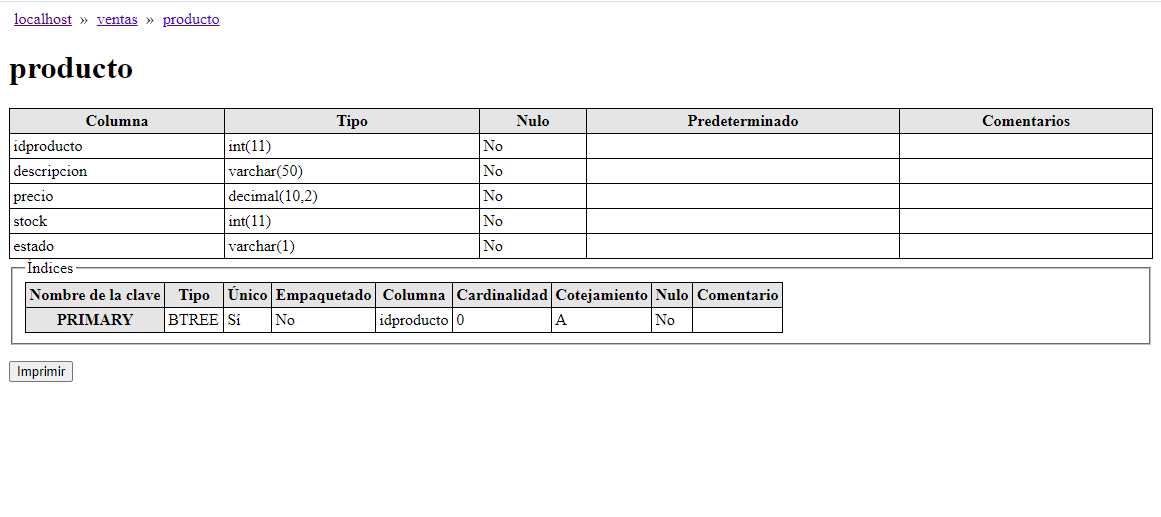 localhost » ventas » producto
producto
Columna Tipo Nulo Predeterminado Comentarios
idproducto int(11) No
descripcion varchar(50) No
precio decimal(10,2) No
stock int(11) No
estado varchar(1) No
Índices
Nombre de la clave Tipo Único Empaquetado Columna Cardinalidad Cotejamiento Nulo Comentario
PRIMARY BTREE Sí No idproducto 0 A No
Imprimir